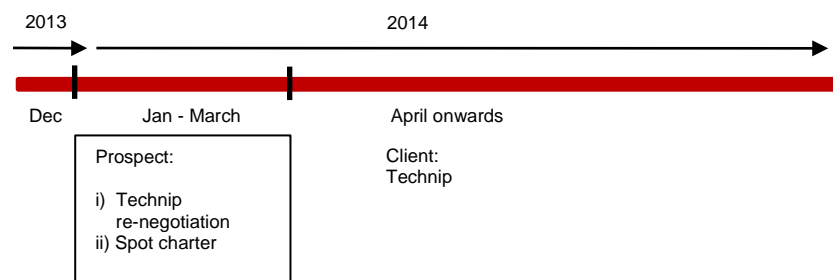 2013
2014
Dec
Jan - March
April onwards
Prospect:
i) Technip
re-negotiation
ii) Spot charter
Client:
Technip